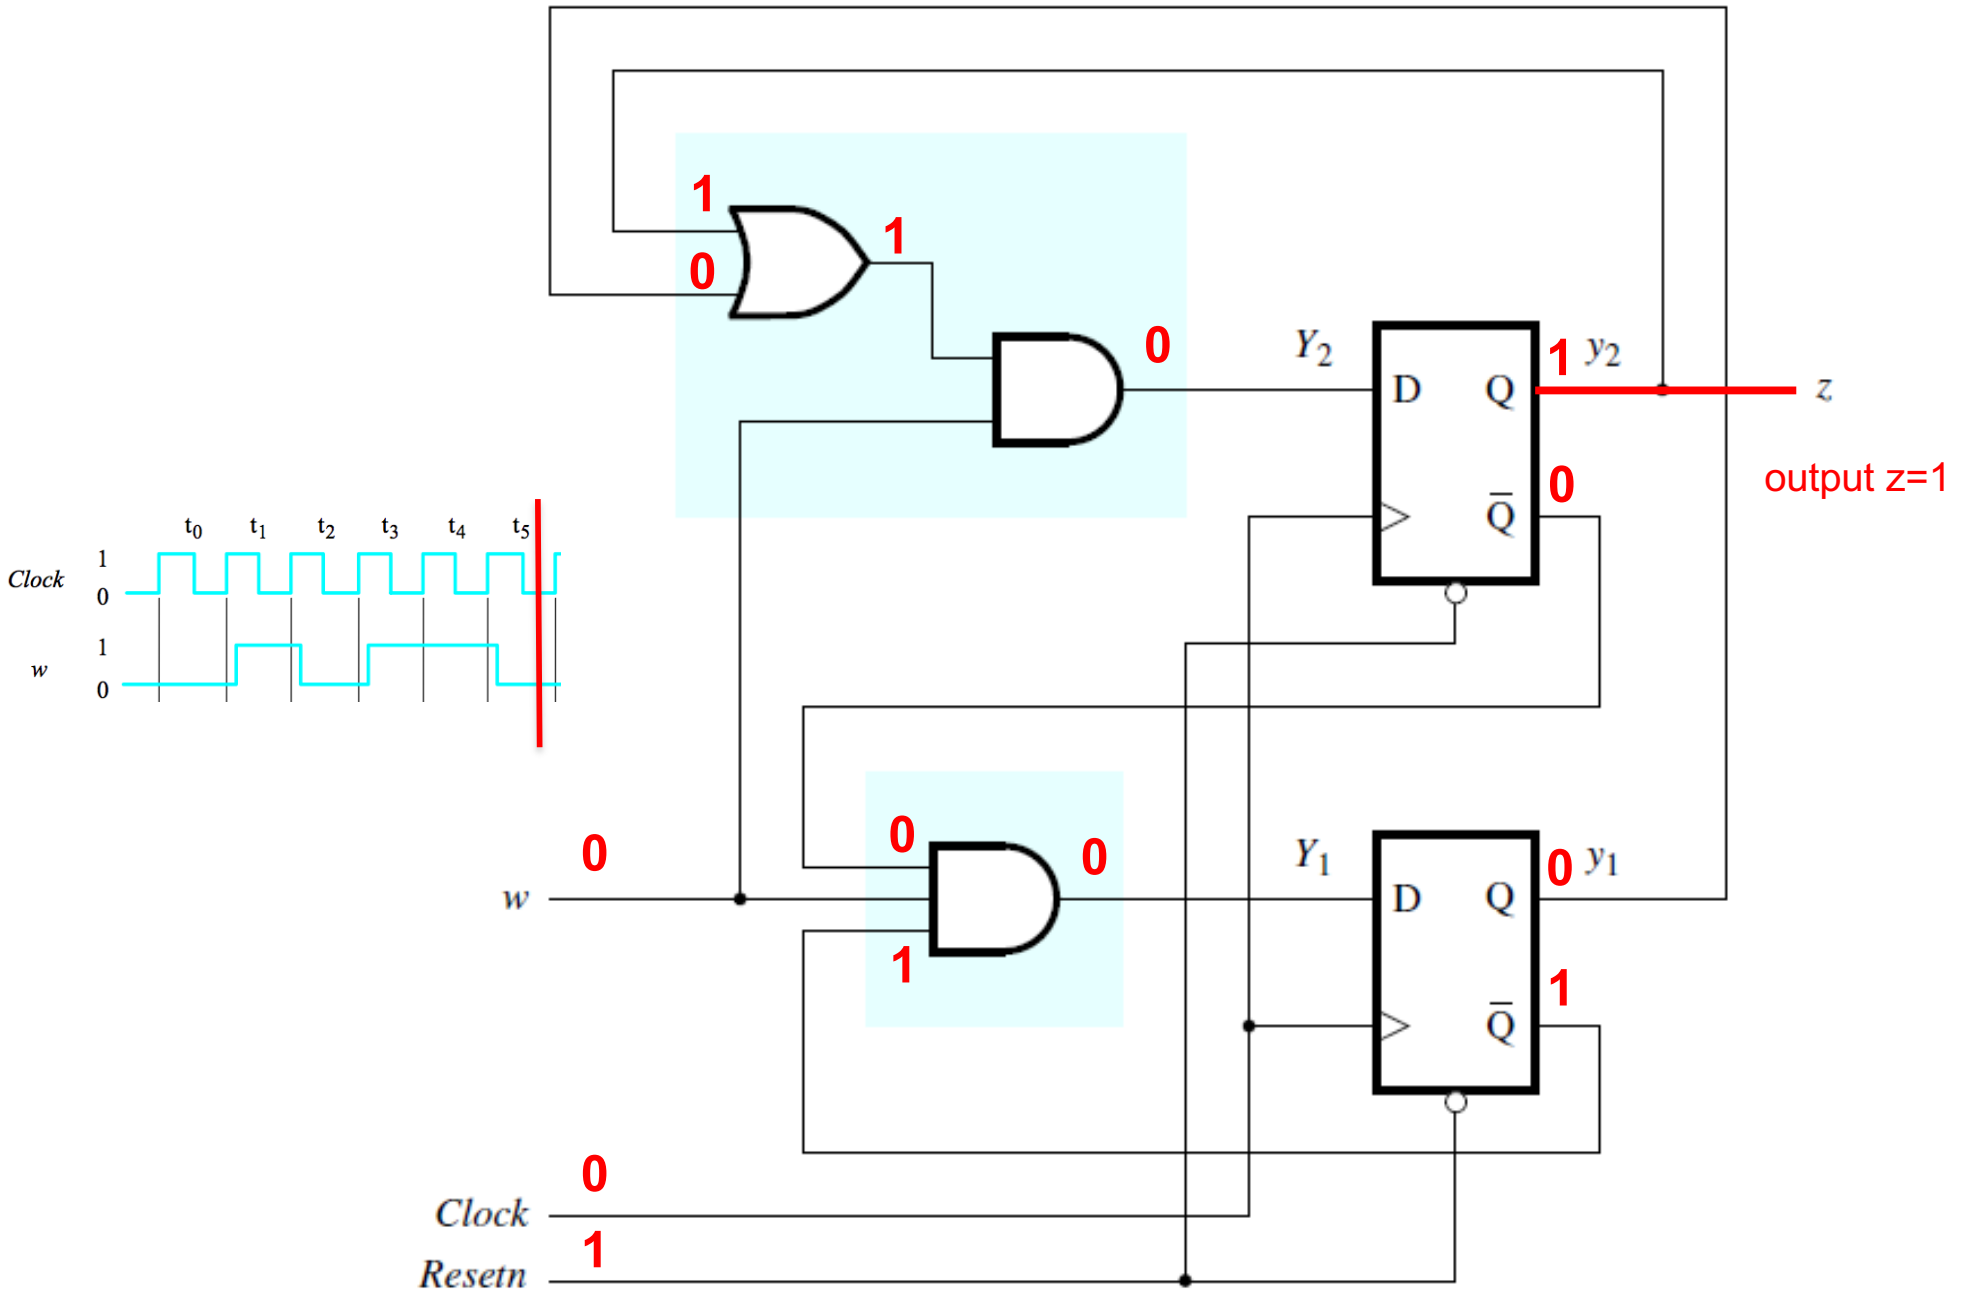 1
1
0
0
Y₂
1 y₂
D Q
z
output z=1
0
Q̅
t₀ t₁ t₂ t₃ t₄ t₅
1
Clock
0
1
w
0
0
w
0
0
1
Y₁
0 y₁
D Q
1
Q̅
0
Clock
1
Resetn